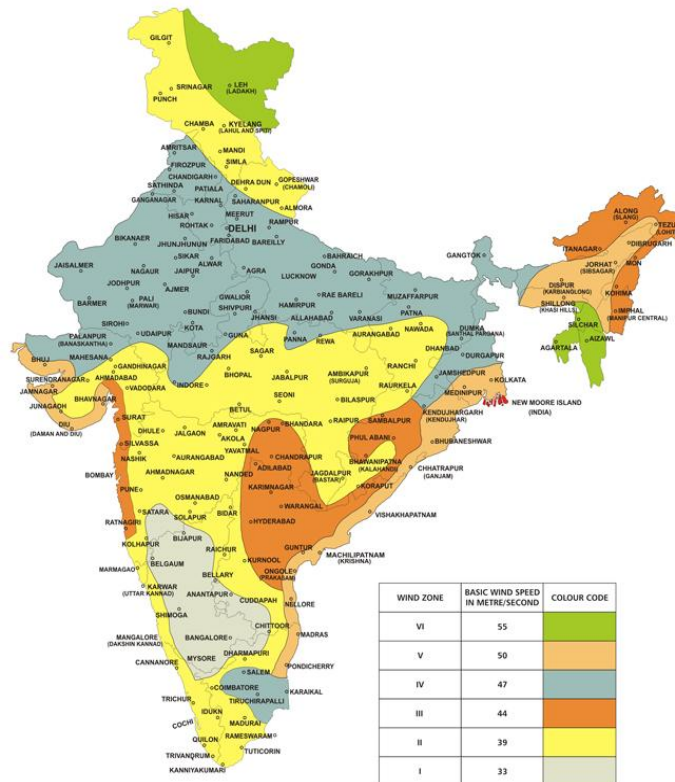 GILGIT
SRINAGAR
PUNCH
LEH
(LADAKH)
CHAMBA
KYELANG
(LAHUL AND SPITI)
AMRITSAR
MANDI
FIROZPUR
SIMLA
CHANDIGARH
DEHRA DUN
GOPESHWAR
(CHAMOLI)
SATHINDA
PATIALA
GANGANAGAR
KARNAL
SAHARANPUR
ALMORA
HISAR
MEERUT
ROHTAK
DELHI
RAMPUR
BIKANAER
JHUNJHUNUN
FARIDABAD
BAREILLY
SIKAR
ALWAR
BAHRAICH
JAISALMER
NAGAUR
JAIPUR
AGRA
GONDA
LUCKNOW
GORAKHPUR
JODHPUR
AJMER
BARMER
PALI
(MARWAR)
GWALIOR
RAE BARELI
MUZAFFARPUR
BUNDI
SHIVPURI
HAMIRPUR
PATNA
SIROHI
KOTA
JHANSI
ALLAHABAD
VARANASI
PALANPUR
(BANASKANTHA)
UDAIPUR
GUNA
PANNA
REWA
AURANGABAD
NAWADA
DUMKA
(SANTHAL PARGANA)
BHUJ
MAHESANA
MANDSAUR
RAJGARH
SAGAR
DHANBAD
DURGAPUR
SURENDRANAGAR
GANDHINAGAR
AHMADABAD
BHOPAL
JABALPUR
AMBIKAPUR
(SURGUJA)
RANCHI
JAMSHEDPUR
JAMNAGAR
VADODARA
INDORE
RAURKELA
KOLKATA
MEDINIPUR
JUNAGADH
BHAVNAGAR
BETUL
SEONI
BILASPUR
NEW MOORE ISLAND
(INDIA)
DIU
(DAMAN AND DIU)
SURAT
DHULE
JALGAON
AMRAVATI
NAGPUR
BHANDARA
RAIPUR
SAMBALPUR
KENDUJHARGARH
(KENDUJHAR)
SILVASSA
AKOLA
YAVATMAL
PHULABANI
BHUBANESHWAR
NASHIK
AURANGABAD
CHANDRAPUR
BHAWANIPATNA
(KALAHANDI)
BOMBAY
AHMADNAGAR
NANDED
ADILABAD
JAGDALPUR
(BASTAR)
CHHATRAPUR
(GANJAM)
PUNE
OSMANABAD
KARIMNAGAR
KORAPUT
SATARA
SOLAPUR
BIDAR
WARANGAL
VISHAKHAPATNAM
RATNAGIRI
HYDERABAD
KOLHAPUR
BIJAPUR
RAICHUR
GUNTUR
MACHILIPATNAM
(KRISHNA)
MARMAGAO
BELGAUM
KURNOOL
ONGOLE
(PRAKASAM)
KARWAR
(UTTAR KANNAD)
BELLARY
ANANTAPUR
CUDDAPAH
NELLORE
SHIMOGA
CHITTOOR
MADRAS
MANGALORE
(DAKSHIN KANNAD)
BANGALORE
MYSORE
DHARMAPURI
CANNANORE
SALEM
PONDICHERRY
COIMBATORE
KARAIKAL
TIRUCHIRAPALLI
TRICHUR
IDUKN
COCHI
MADURAI
RAMESWARAM
QUILON
TUTICORIN
TRIVANDRUM
KANNIYAKUMARI
GANGTOK
ALONG
(SLANG)
TEZU
(LOHIT
ITANAGAR
DIBRUGARH
JORHAT
(SIBSAGAR)
MON
DISPUR
(KARBIANGLONG)
KOHIMA
SHILLONG
(KHASI HILLS)
IMPHAL
(MANIPUR CENTRAL)
SILCHAR
AGARTALA
AIZAWL
WIND ZONE
BASIC WIND SPEED
IN METRE/SECOND
COLOUR CODE
VI 55
V 50
IV 47
III 44
II 39
I 33